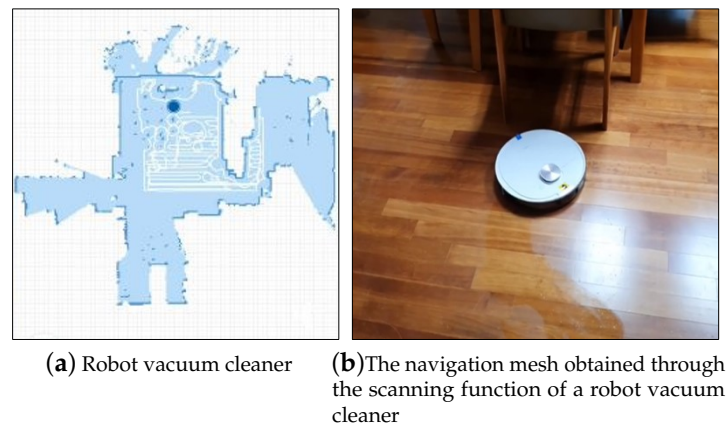 (a) Robot vacuum cleaner
(b)The navigation mesh obtained through
the scanning function of a robot vacuum
cleaner